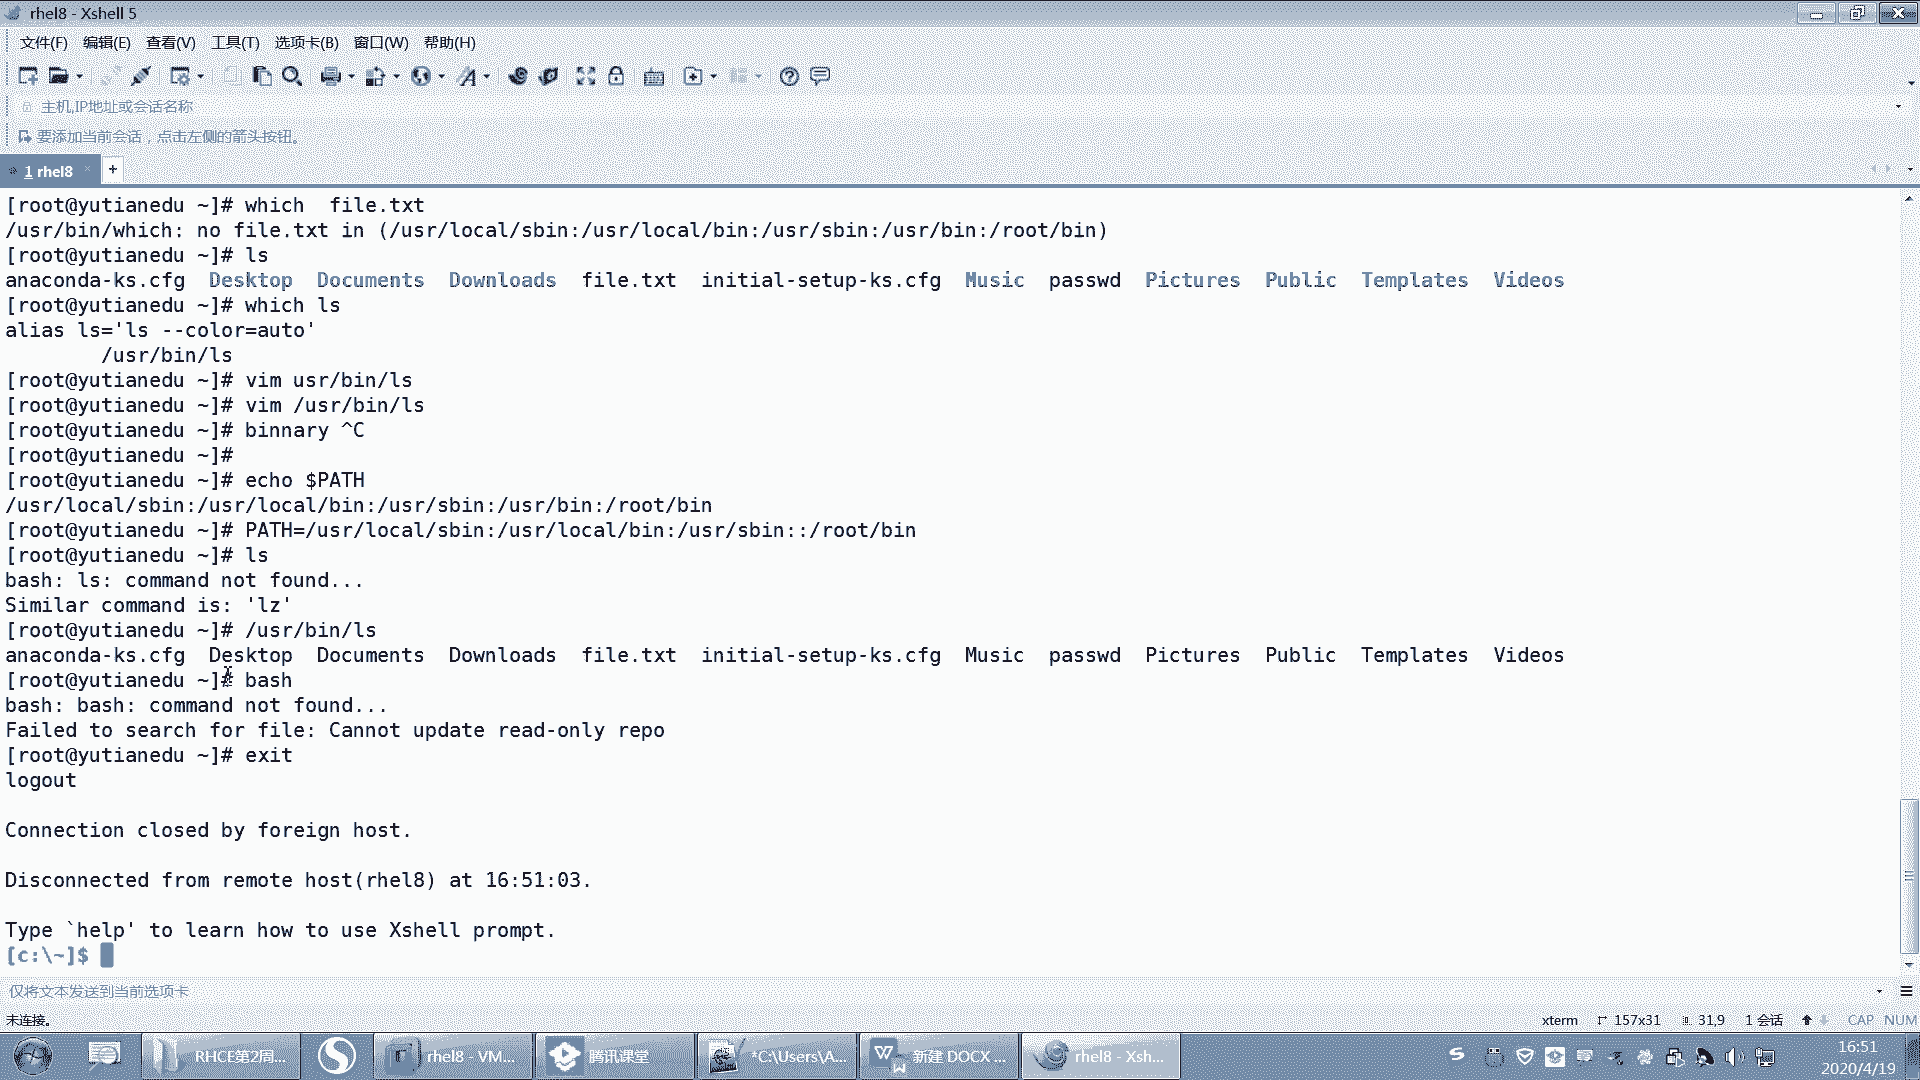 rhel8 - Xshell 5
文件(F) 编辑(E) 查看(V) 工具(T) 选项卡(B) 窗口(W) 帮助(H)
主机,IP地址或会话名称
要添加当前会话，点击左侧的箭头按钮。
1 rhel8 × +
[root@yutianedu ~]# which  file.txt
/usr/bin/which: no file.txt in (/usr/local/sbin:/usr/local/bin:/usr/sbin:/usr/bin:/root/bin)
[root@yutianedu ~]# ls
anaconda-ks.cfg  Desktop  Documents  Downloads  file.txt  initial-setup-ks.cfg  Music  passwd  Pictures  Public  Templates  Videos
[root@yutianedu ~]# which ls
alias ls='ls --color=auto'
        /usr/bin/ls
[root@yutianedu ~]# vim usr/bin/ls
[root@yutianedu ~]# vim /usr/bin/ls
[root@yutianedu ~]# binnary ^C
[root@yutianedu ~]#
[root@yutianedu ~]# echo $PATH
/usr/local/sbin:/usr/local/bin:/usr/sbin:/usr/bin:/root/bin
[root@yutianedu ~]# PATH=/usr/local/sbin:/usr/local/bin:/usr/sbin::/root/bin
[root@yutianedu ~]# ls
bash: ls: command not found...
Similar command is: 'lz'
[root@yutianedu ~]# /usr/bin/ls
anaconda-ks.cfg  Desktop  Documents  Downloads  file.txt  initial-setup-ks.cfg  Music  passwd  Pictures  Public  Templates  Videos
[root@yutianedu ~]# bash
bash: bash: command not found...
Failed to search for file: Cannot update read-only repo
[root@yutianedu ~]# exit
logout
Connection closed by foreign host.
Disconnected from remote host(rhel8) at 16:51:03.
Type `help' to learn how to use Xshell prompt.
[c:\~]$
仅将文本发送到当前选项卡
未连接。 xterm 157x31 31,9 1 会话 CAP NUM
RHCE第2周... rhel8 - VM... 腾讯课堂 *C:\Users\A... 新建 DOCX ... rhel8 - Xsh... 16:51
2020/4/19